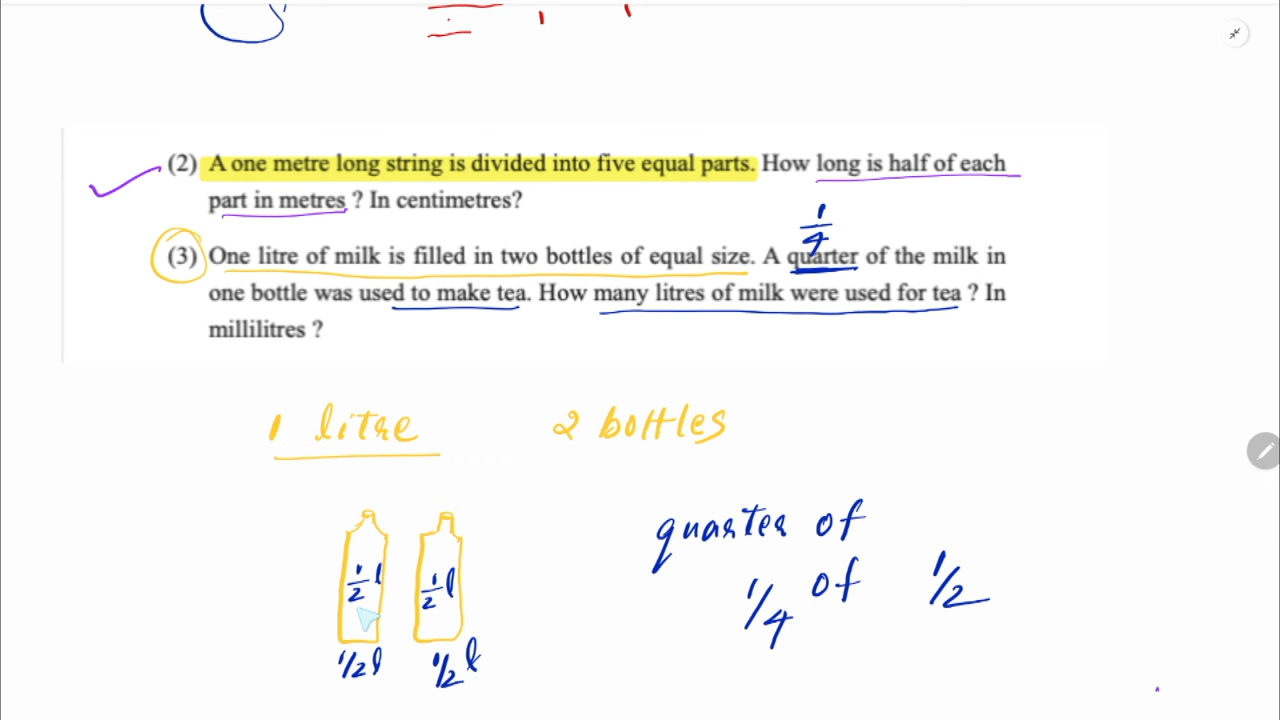 (2) A one metre long string is divided into five equal parts. How long is half of each
part in metres ? In centimetres?
1/4
(3) One litre of milk is filled in two bottles of equal size. A quarter of the milk in
one bottle was used to make tea. How many litres of milk were used for tea ? In
millilitres ?
1 litre 2 bottles
quarter of
1/2 l 1/2 l
1/4 of 1/2
1/2 l 1/2 l